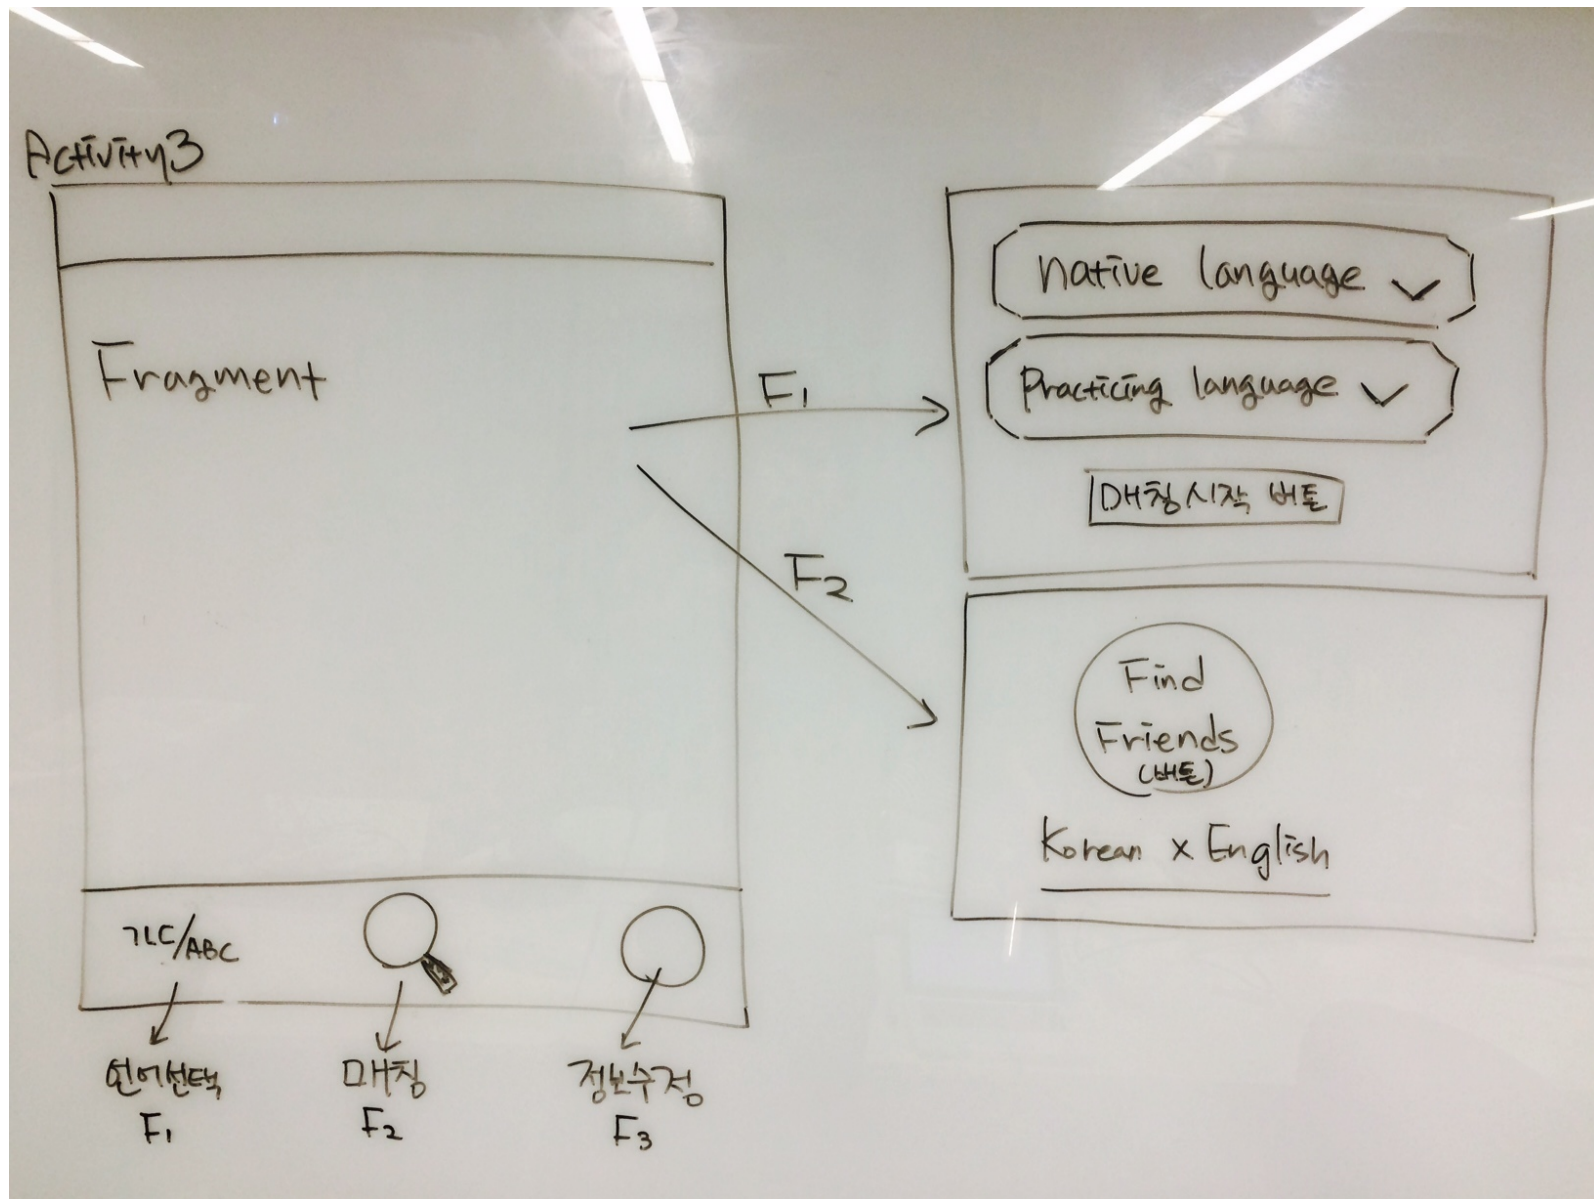 Activity3
Fragment
F1
F2
native language
Practicing language
매칭시작 버튼
Find
Friends
(버튼)
Korean x English
ㄱㄴㄷ/ABC
언어선택
F1
매칭
F2
정보수정
F3